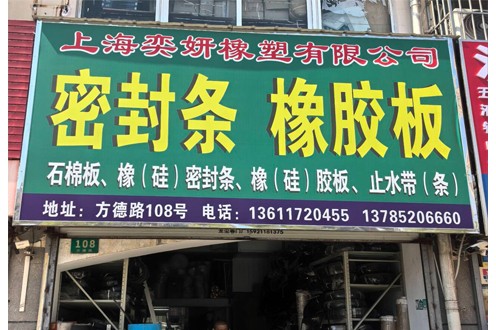 上海奕妍橡塑有限公司
密封条 橡胶板
石棉板、橡（硅）密封条、橡（硅）胶板、止水带（条）
地址：方德路108号 电话：13611720455 13785206660
108
五